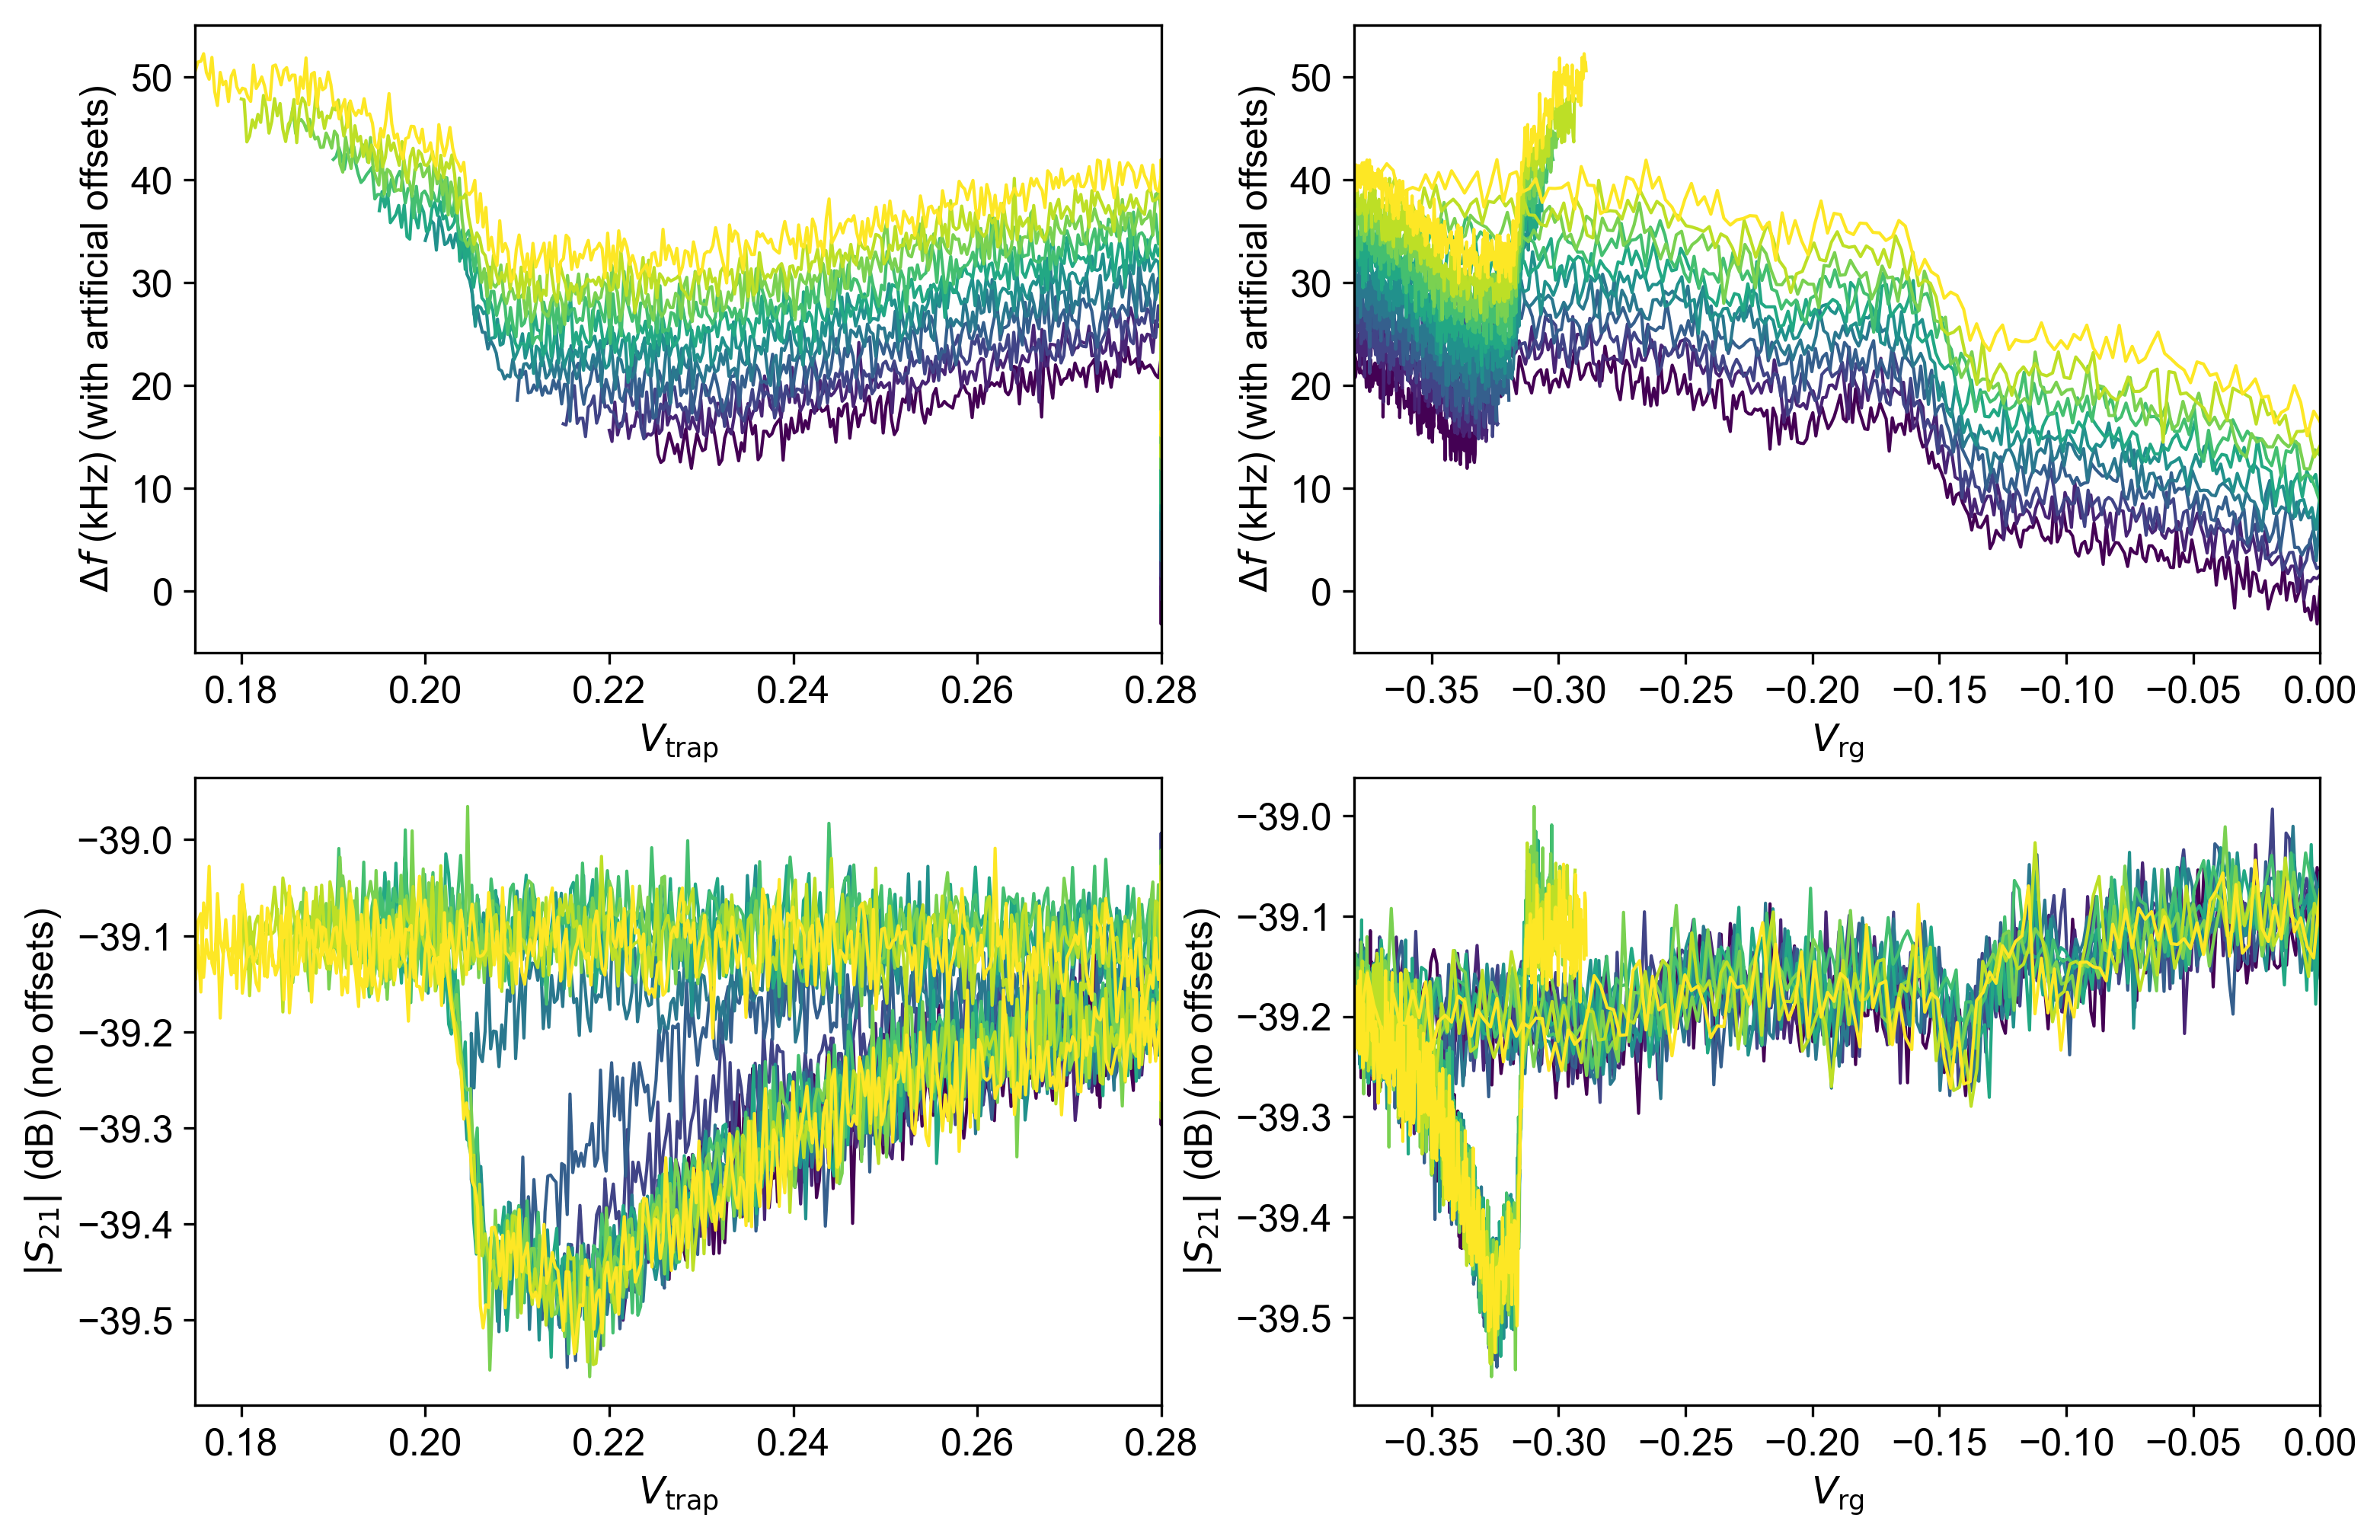 Δf (kHz) (with artificial offsets)
50
40
30
20
10
0
0.18 0.20 0.22 0.24 0.26 0.28
V_trap
Δf (kHz) (with artificial offsets)
50
40
30
20
10
0
−0.35 −0.30 −0.25 −0.20 −0.15 −0.10 −0.05 0.00
V_rg
|S_21| (dB) (no offsets)
−39.0
−39.1
−39.2
−39.3
−39.4
−39.5
0.18 0.20 0.22 0.24 0.26 0.28
V_trap
|S_21| (dB) (no offsets)
−39.0
−39.1
−39.2
−39.3
−39.4
−39.5
−0.35 −0.30 −0.25 −0.20 −0.15 −0.10 −0.05 0.00
V_rg